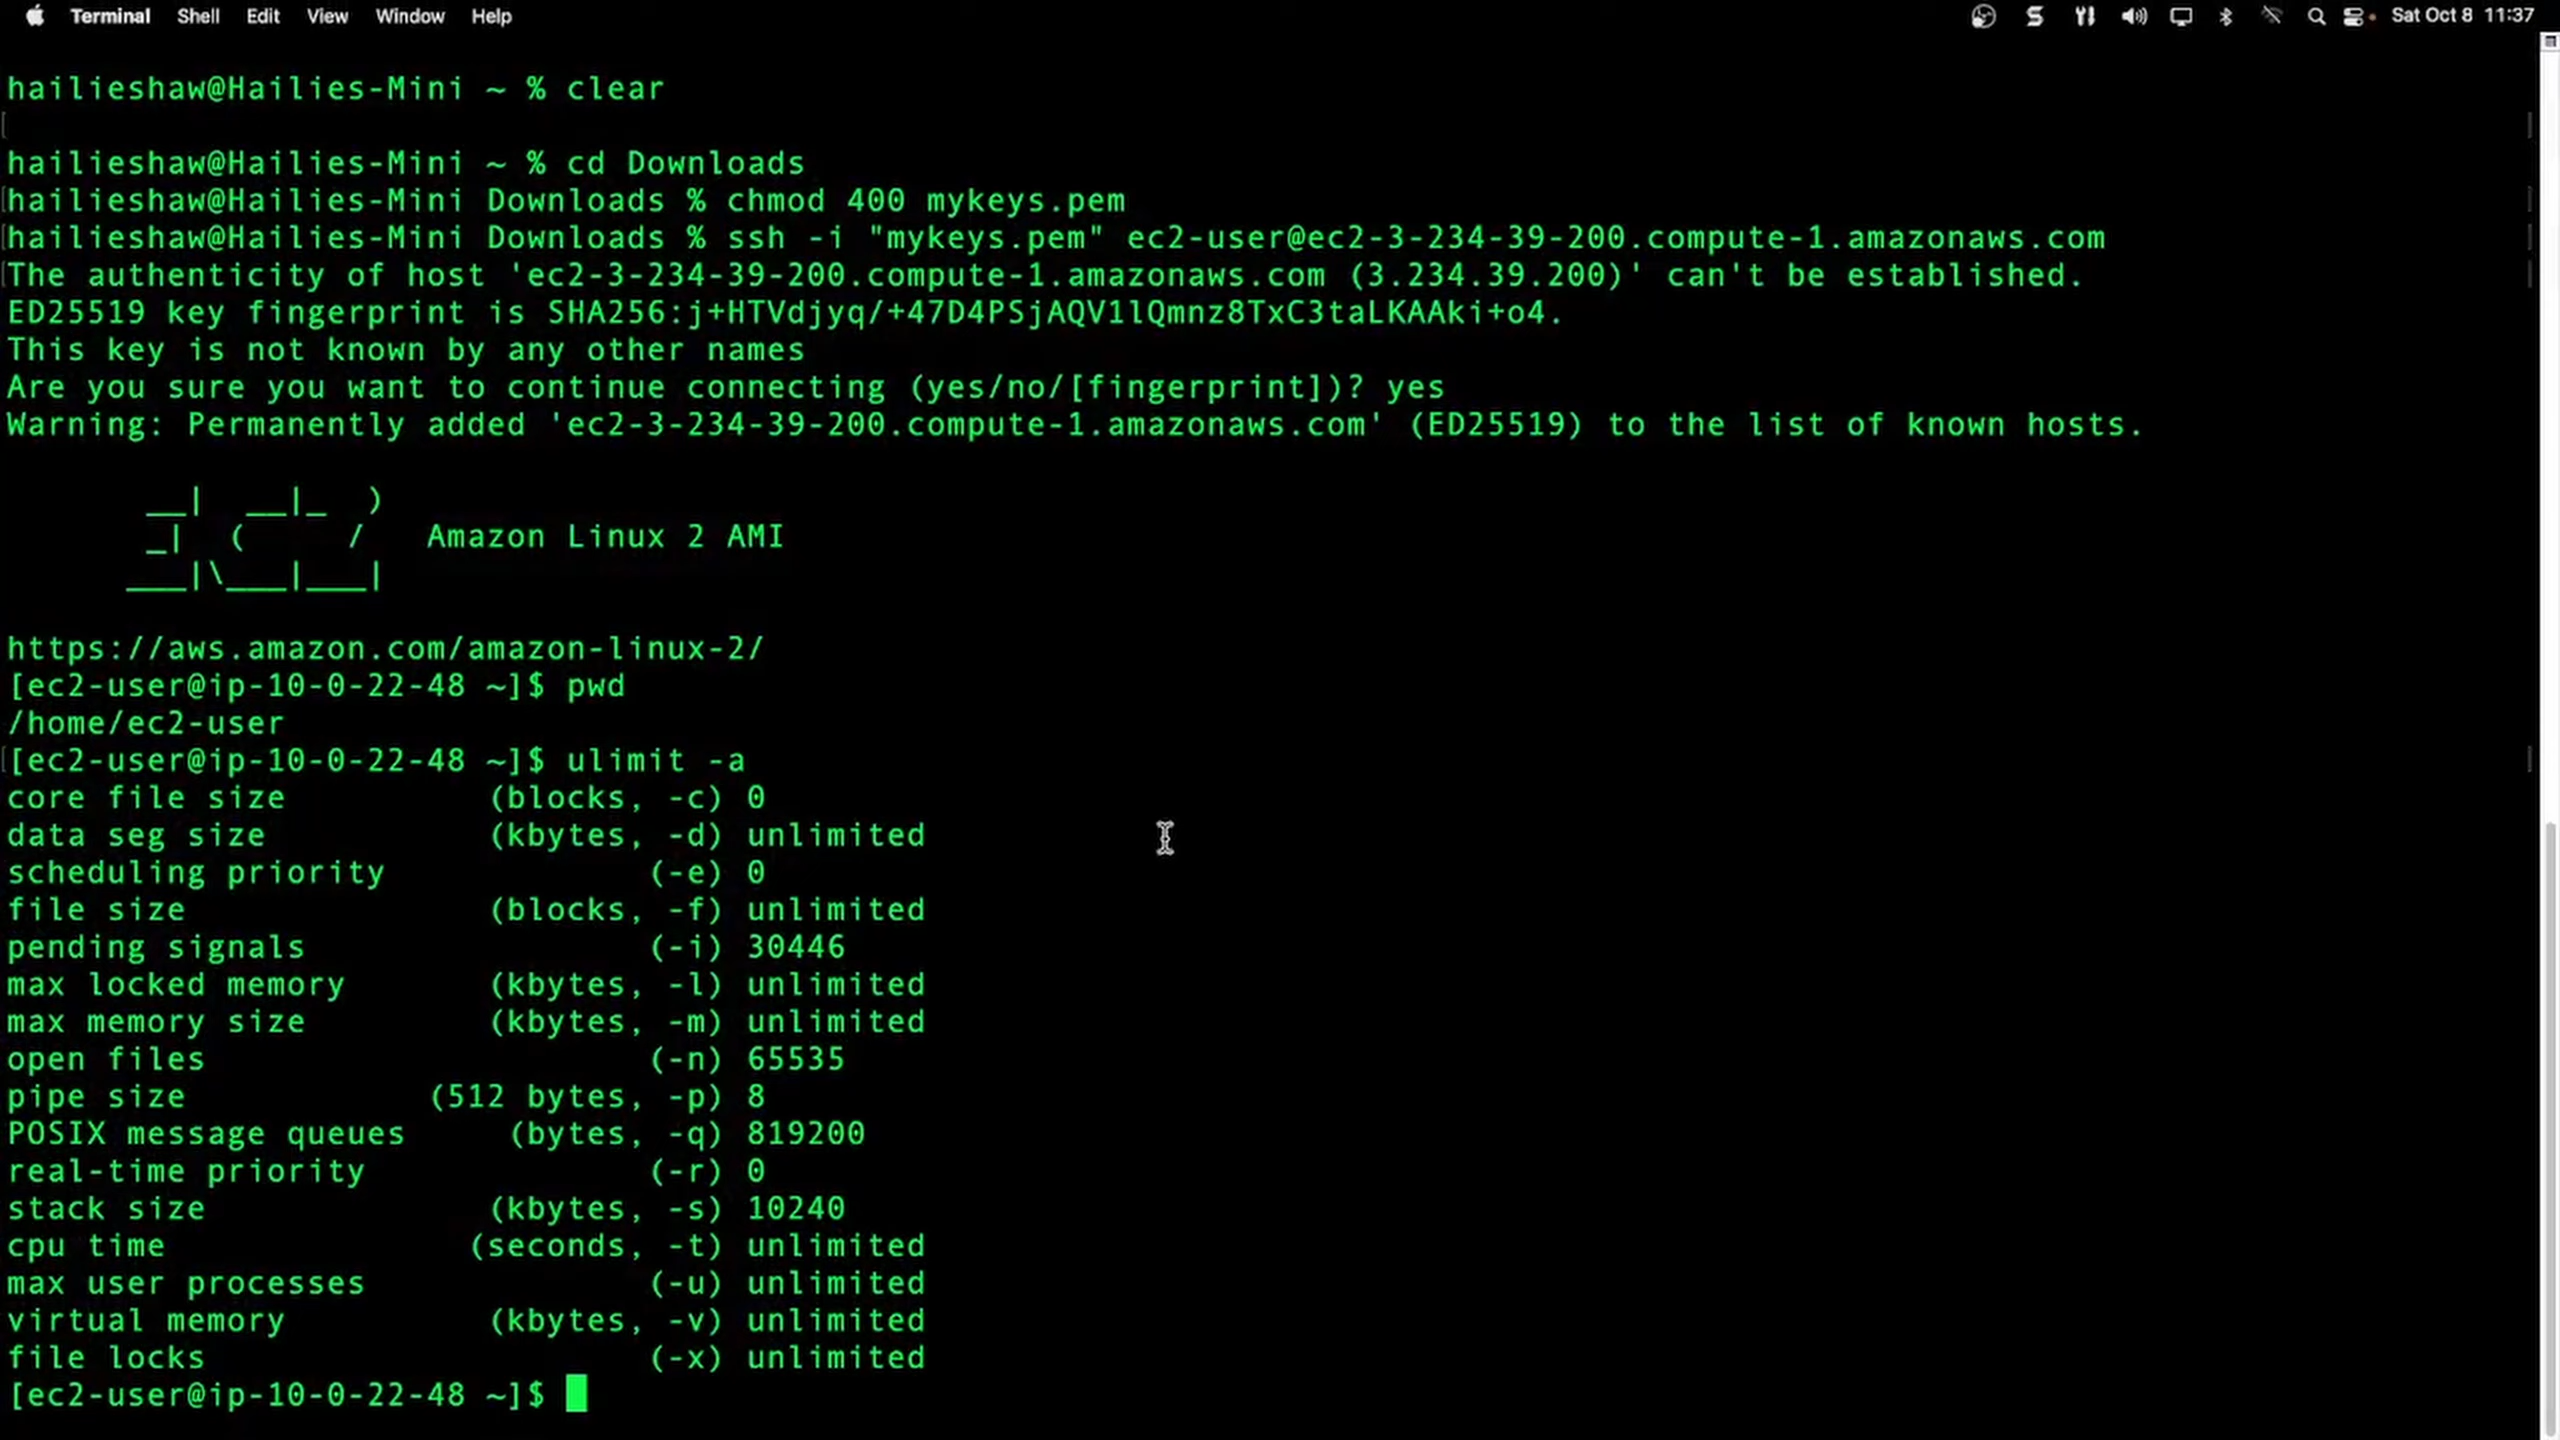 Terminal Shell Edit View Window Help Sat Oct 8 11:37
hailieshaw@Hailies-Mini ~ % clear
hailieshaw@Hailies-Mini ~ % cd Downloads
hailieshaw@Hailies-Mini Downloads % chmod 400 mykeys.pem
hailieshaw@Hailies-Mini Downloads % ssh -i "mykeys.pem" ec2-user@ec2-3-234-39-200.compute-1.amazonaws.com
The authenticity of host 'ec2-3-234-39-200.compute-1.amazonaws.com (3.234.39.200)' can't be established.
ED25519 key fingerprint is SHA256:j+HTVdjyq/+47D4PSjAQV1lQmnz8TxC3taLKAAki+o4.
This key is not known by any other names
Are you sure you want to continue connecting (yes/no/[fingerprint])? yes
Warning: Permanently added 'ec2-3-234-39-200.compute-1.amazonaws.com' (ED25519) to the list of known hosts.
       __|  __|_  )
       _|  (     /   Amazon Linux 2 AMI
      ___|\___|___|
https://aws.amazon.com/amazon-linux-2/
[ec2-user@ip-10-0-22-48 ~]$ pwd
/home/ec2-user
[ec2-user@ip-10-0-22-48 ~]$ ulimit -a
core file size          (blocks, -c) 0
data seg size           (kbytes, -d) unlimited
scheduling priority             (-e) 0
file size               (blocks, -f) unlimited
pending signals                 (-i) 30446
max locked memory       (kbytes, -l) unlimited
max memory size         (kbytes, -m) unlimited
open files                      (-n) 65535
pipe size            (512 bytes, -p) 8
POSIX message queues     (bytes, -q) 819200
real-time priority              (-r) 0
stack size              (kbytes, -s) 10240
cpu time               (seconds, -t) unlimited
max user processes              (-u) unlimited
virtual memory          (kbytes, -v) unlimited
file locks                      (-x) unlimited
[ec2-user@ip-10-0-22-48 ~]$